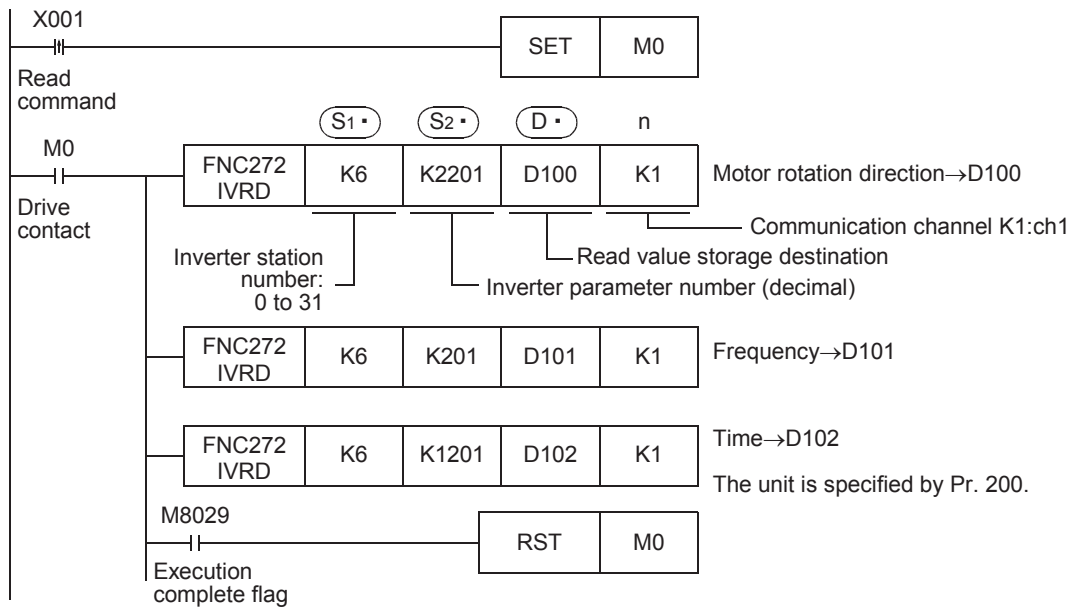 X001
SET M0
Read
command
S1· S2· D· n
M0
FNC272
IVRD K6 K2201 D100 K1 Motor rotation direction→D100
Drive
contact
Communication channel K1:ch1
Read value storage destination
Inverter station
number:
0 to 31
Inverter parameter number (decimal)
FNC272
IVRD K6 K201 D101 K1 Frequency→D101
FNC272
IVRD K6 K1201 D102 K1 Time→D102
The unit is specified by Pr. 200.
M8029
RST M0
Execution
complete flag